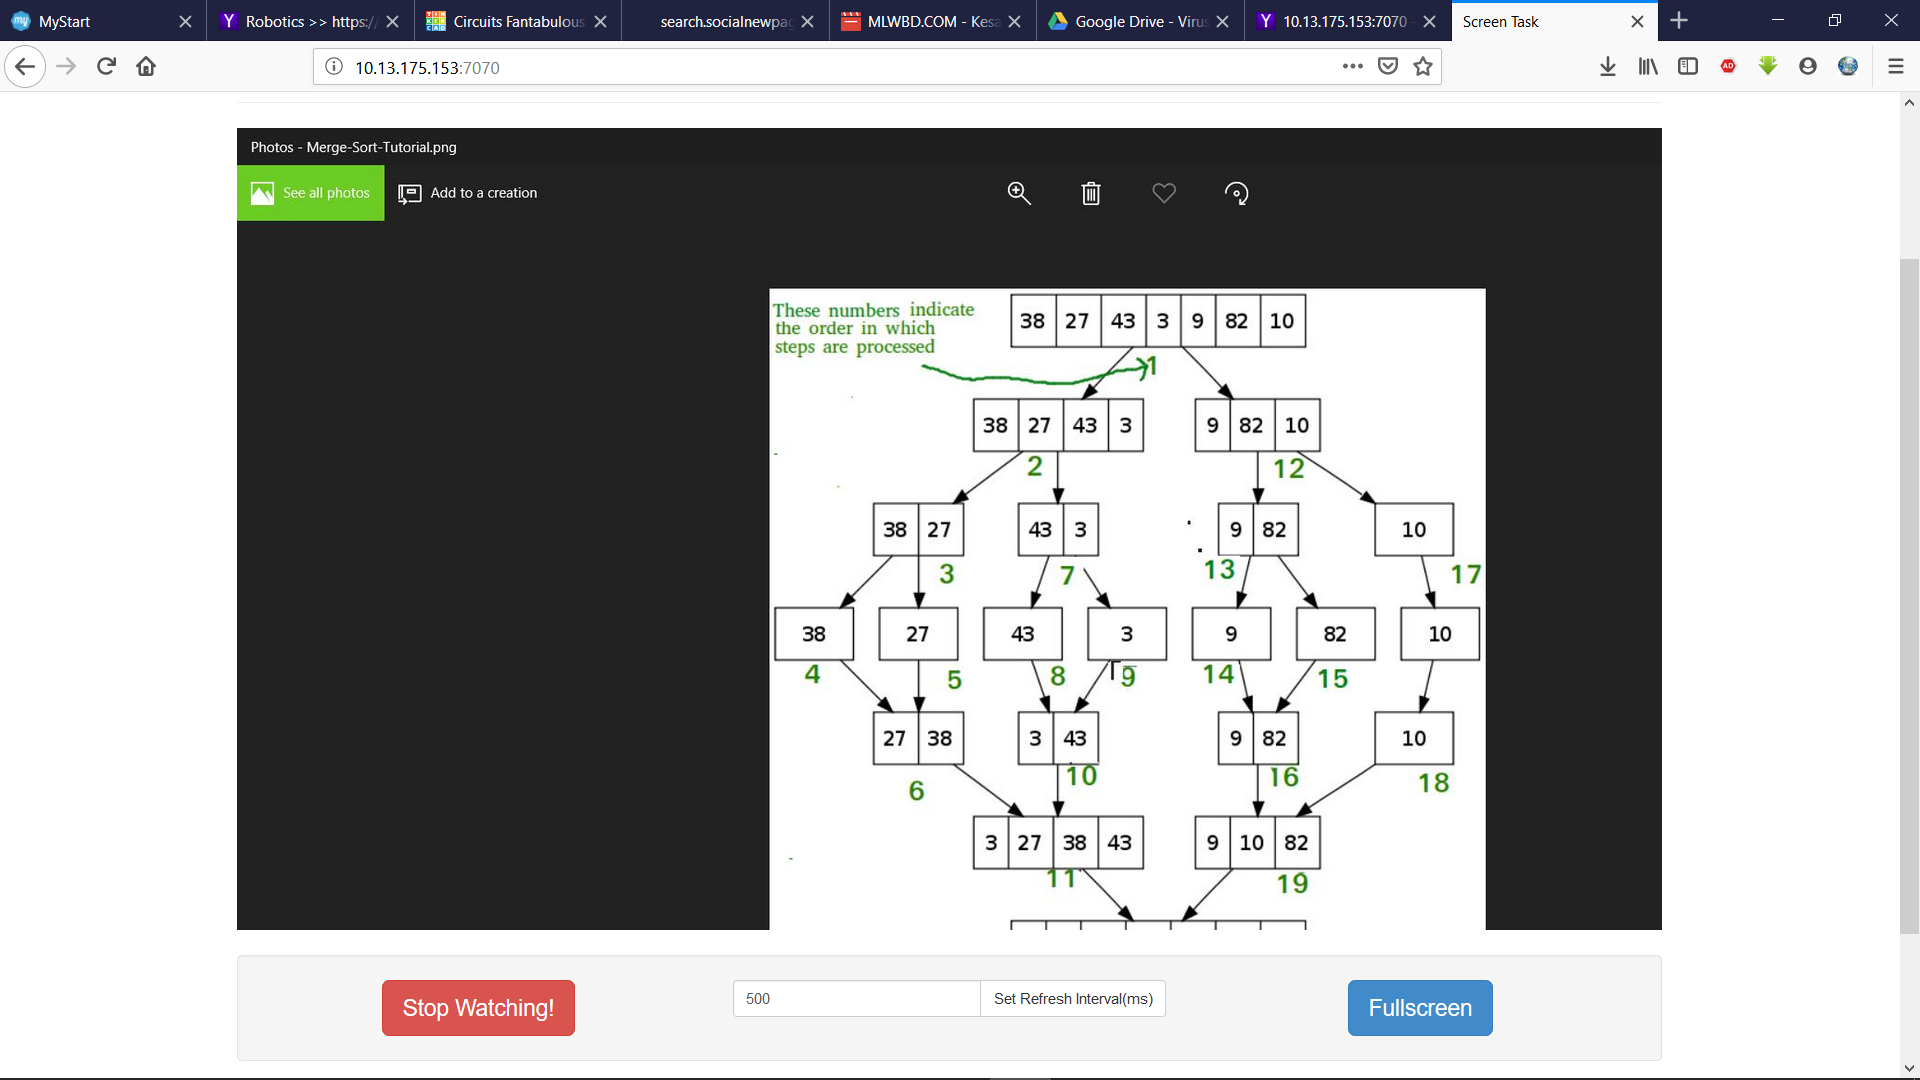 MyStart
Robotics >> https:/
Circuits Fantabulous
search.socialnewpa
MLWBD.COM - Kesa
Google Drive - Virus
10.13.175.153:7070
Screen Task
10.13.175.153:7070
Photos - Merge-Sort-Tutorial.png
See all photos
Add to a creation
These numbers indicate
the order in which
steps are processed
38 27 43 3 9 82 10
1
38 27 43 3
9 82 10
2
12
38 27
43 3
9 82
10
3
7
13
17
38
27
43
3
9
82
10
4
5
8
9
14
15
27 38
3 43
9 82
10
6
10
16
18
3 27 38 43
9 10 82
11
19
Stop Watching!
500
Set Refresh Interval(ms)
Fullscreen